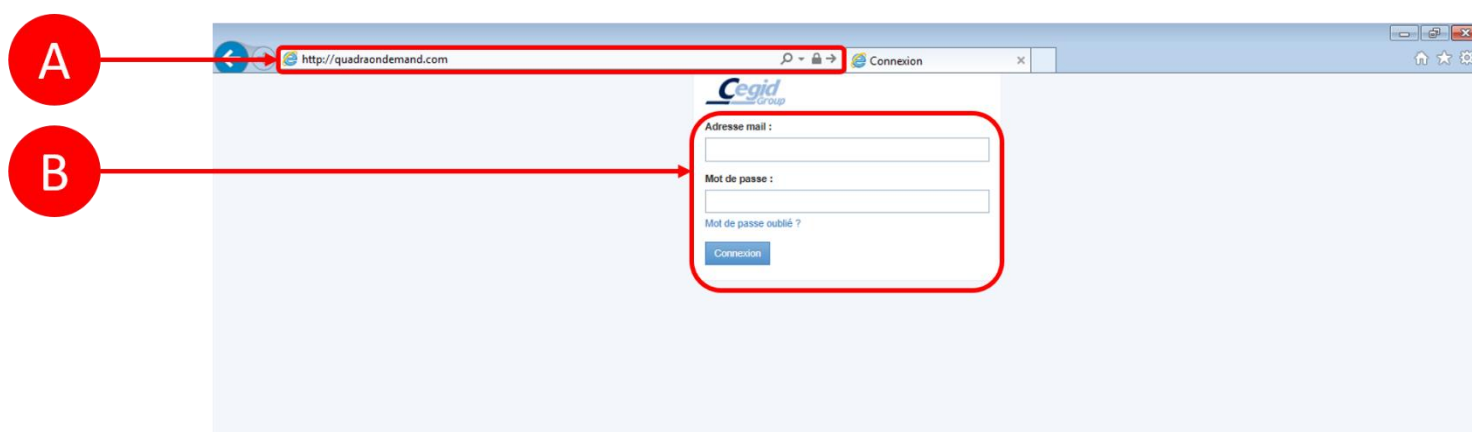 A
http://quadraondemand.com
Connexion
Cegid
Group
Adresse mail :
B
Mot de passe :
Mot de passe oublié ?
Connexion